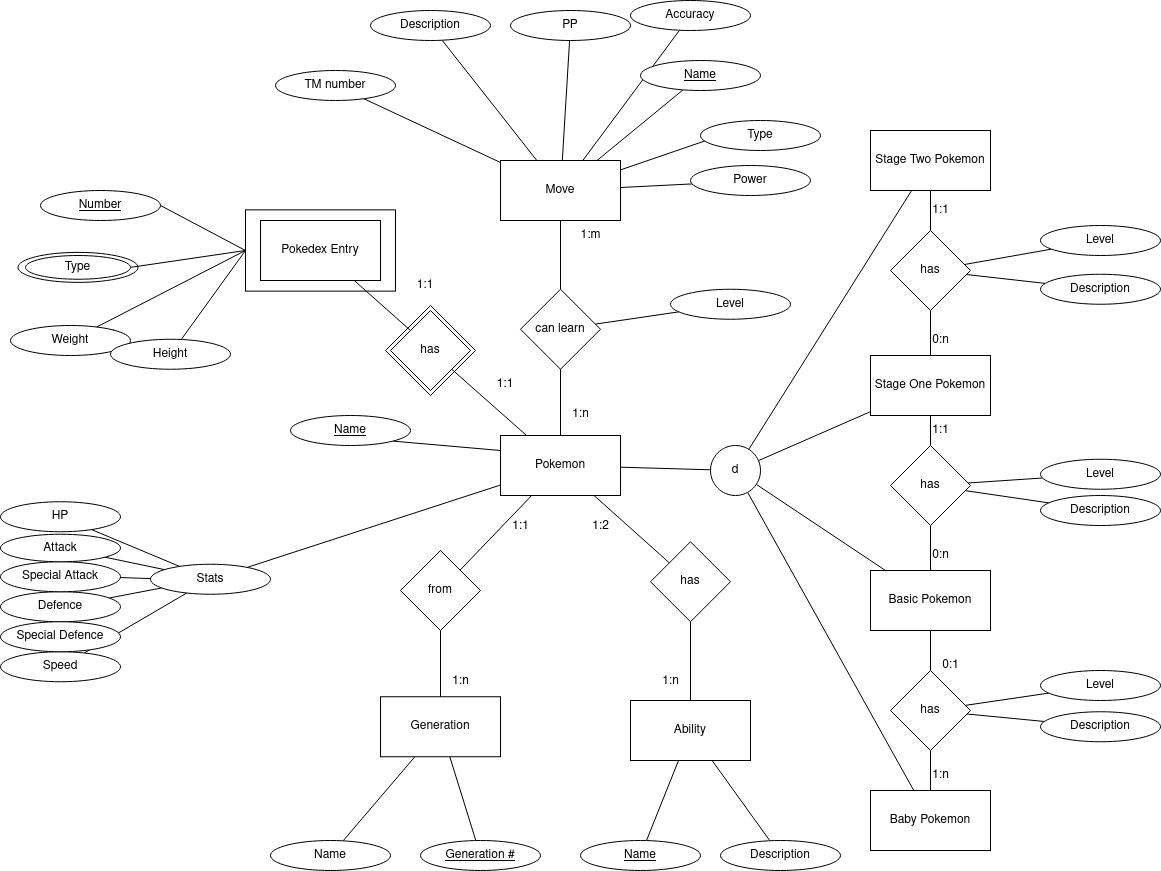 Accuracy
Description
PP
Name
TM number
Type
Stage Two Pokemon
Move
Power
Number
1:1
1:m
Level
Pokedex Entry
has
Type
Description
1:1
Level
can learn
Weight
0:n
has
Height
Stage One Pokemon
1:1
1:n
Name
1:1
Pokemon
d
Level
has
Description
HP
1:1
1:2
Attack
0:n
Special Attack
Stats
from
has
Defence
Basic Pokemon
Special Defence
Speed
0:1
1:n
1:n
Level
has
Generation
Ability
Description
1:n
Baby Pokemon
Name
Generation #
Name
Description